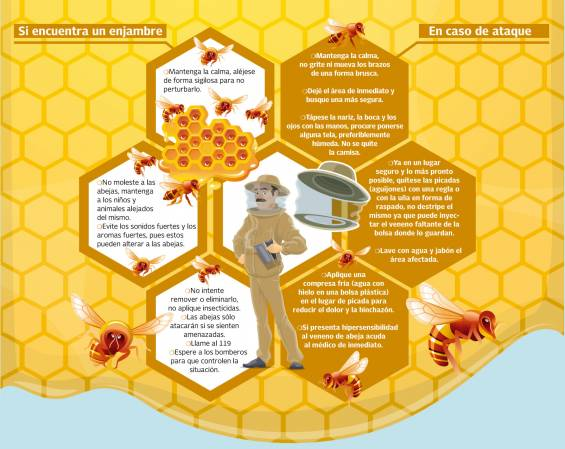 Si encuentra un enjambre
❍Mantenga la calma, aléjese
de forma sigilosa para no
perturbarlo.
❍No moleste a las
abejas, mantenga
a los niños y
animales alejados
del mismo.
❍Evite los sonidos fuertes y los
aromas fuertes, pues estos
pueden alterar a las abejas.
❍No intente
remover o eliminarlo,
no aplique insecticidas.
❍Las abejas sólo
atacarán si se sienten
amenazadas.
❍Llame al 119
❍Espere a los bomberos
para que controlen la
situación.
En caso de ataque
❍Mantenga la calma,
no grite ni mueva los brazos
de una forma brusca.
❍Dejé el área de inmediato y
busque una más segura.
❍Tápese la nariz, la boca y los
ojos con las manos, procure ponerse
alguna tela, preferiblemente
húmeda. No se quite
la camisa.
❍Ya en un lugar
seguro y lo más pronto
posible, quítese las picadas
(aguijones) con una regla o
con la uña en forma de
raspado, no destripe el
mismo ya que puede inyec-
tar el veneno faltante de la
bolsa donde lo guardan.
❍Lave con agua y jabón el
área afectada.
❍Aplique una
compresa fría (agua con
hielo en una bolsa plástica)
en el lugar de picada para
reducir el dolor y la hinchazón.
❍Si presenta hipersensibilidad
al veneno de abeja acuda
al médico de inmediato.